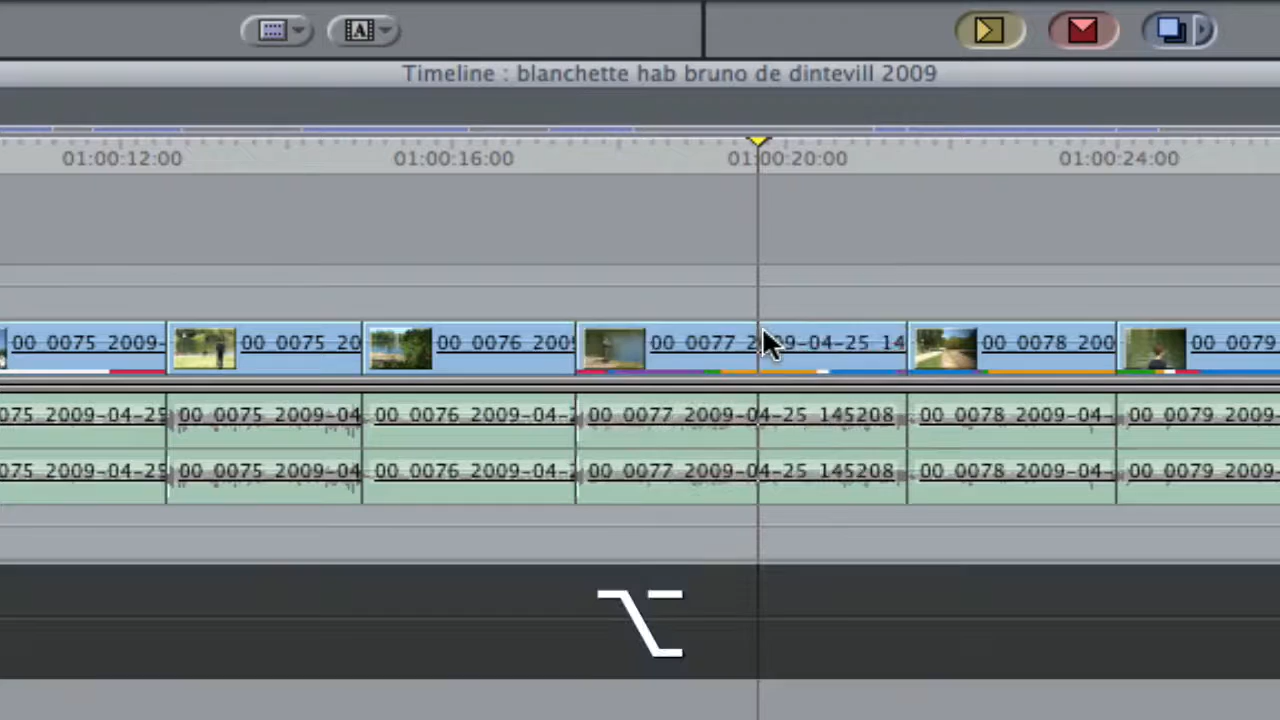 A
Timeline : blanchette hab bruno de dintevill 2009
01:00:12:00 01:00:16:00 01:00:20:00 01:00:24:00
00 0075 2009- 00 0075 20 00 0076 200 00 0077 2 9-04-25 14 00 0078 200 00 0079
075 2009-04-25 00 0075 2009-04 00 0076 2009-04-2 00 0077 2009-04-25 145208 00 0078 2009-04- 00 0079 2009-
075 2009-04-25 00 0075 2009-04 00 0076 2009-04-2 00 0077 2009-04-25 145208 00 0078 2009-04- 00 0079 2009-
⌥